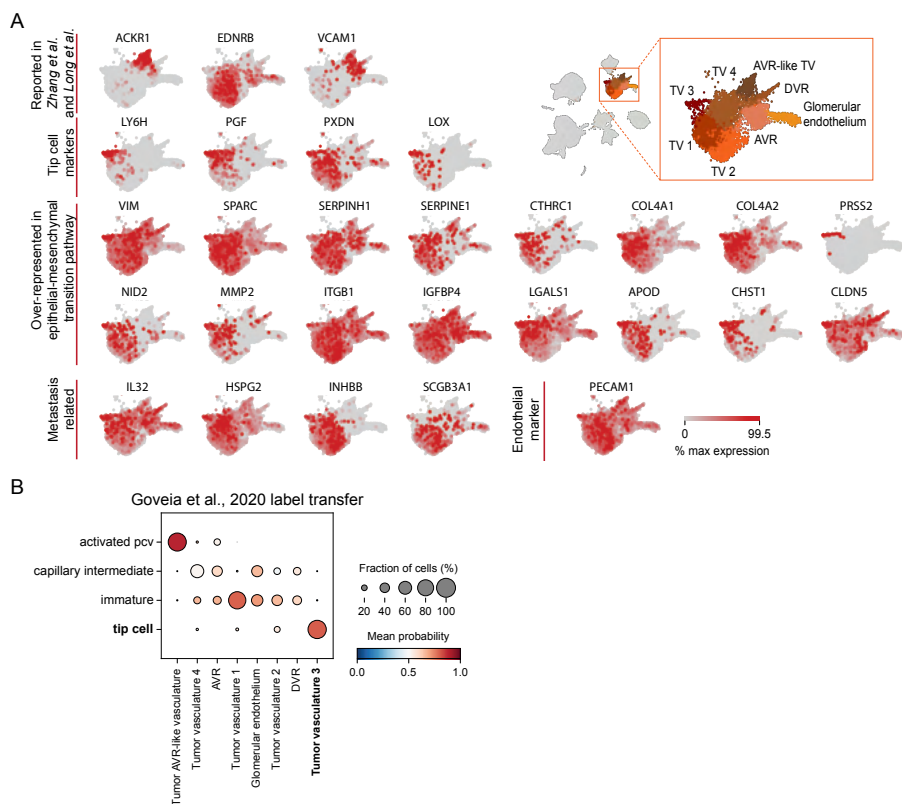 A
Reported in
Zhang et al.
and Long et al.
ACKR1
EDNRB
VCAM1
TV 3
TV 4
AVR-like TV
DVR
Glomerular
endothelium
AVR
TV 1
TV 2
Tip cell
markers
LY6H
PGF
PXDN
LOX
Over-represented in
epithelial-mesenchymal
transition pathway
VIM
SPARC
SERPINH1
SERPINE1
CTHRC1
COL4A1
COL4A2
PRSS2
NID2
MMP2
ITGB1
IGFBP4
LGALS1
APOD
CHST1
CLDN5
Metastasis
related
IL32
HSPG2
INHBB
SCGB3A1
Endothelial
marker
PECAM1
0
99.5
% max expression
B
Goveia et al., 2020 label transfer
activated pcv
capillary intermediate
immature
tip cell
Tumor AVR-like vasculature
Tumor vasculature 4
AVR
Tumor vasculature 1
Glomerular endothelium
Tumor vasculature 2
DVR
Tumor vasculature 3
Fraction of cells (%)
20 40 60 80 100
Mean probability
0.0 0.5 1.0